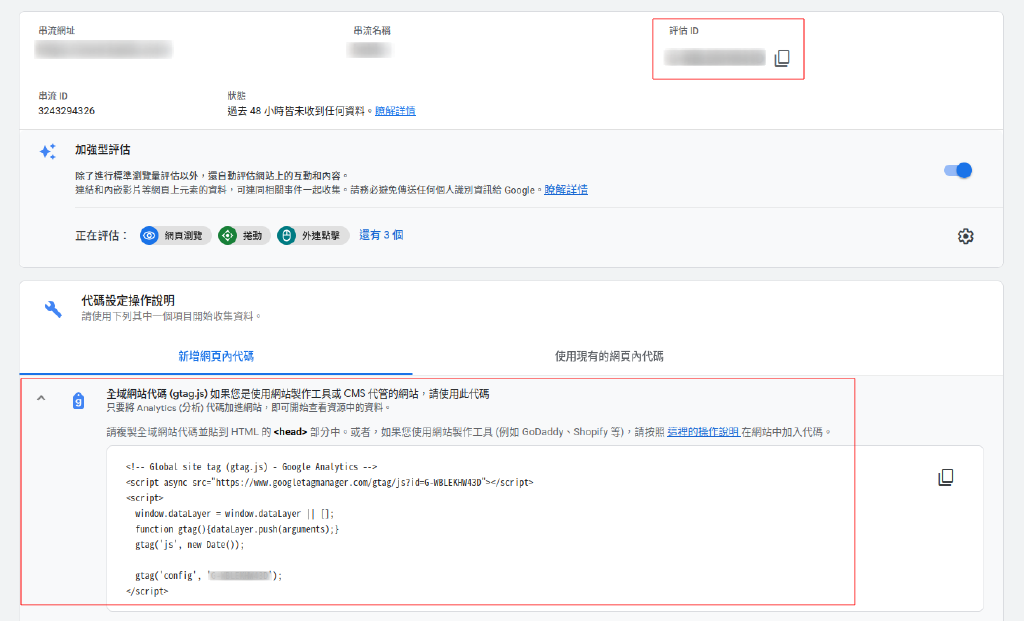 串流網址
串流名稱
評估 ID
串流 ID
3243294326
狀態
過去 48 小時皆未收到任何資料。瞭解詳情
加強型評估
除了進行標準瀏覽量評估以外，還自動評估網站上的互動和內容。
連結和內嵌影片等網頁上元素的資料，可連同相關事件一起收集。請務必避免傳送任何個人識別資訊給 Google。瞭解詳情
正在評估：
網頁瀏覽
捲動
外連點擊
還有 3 個
代碼設定操作說明
請使用下列其中一個項目開始收集資料。
新增網頁內代碼
使用現有的網頁內代碼
g
全域網站代碼 (gtag.js) 如果您是使用網站製作工具或 CMS 代管的網站，請使用此代碼
只要將 Analytics (分析) 代碼加進網站，即可開始查看資源中的資料。
請複製全域網站代碼並貼到 HTML 的 <head> 部分中。或者，如果您使用網站製作工具 (例如 GoDaddy、Shopify 等)，請按照 這裡的操作說明 在網站中加入代碼。
<!-- Global site tag (gtag.js) - Google Analytics -->
<script async src="https://www.googletagmanager.com/gtag/js?id=G-WBLEKHW43D"></script>
<script>
window.dataLayer = window.dataLayer || [];
function gtag(){dataLayer.push(arguments);}
gtag('js', new Date());
gtag('config', '');
</script>